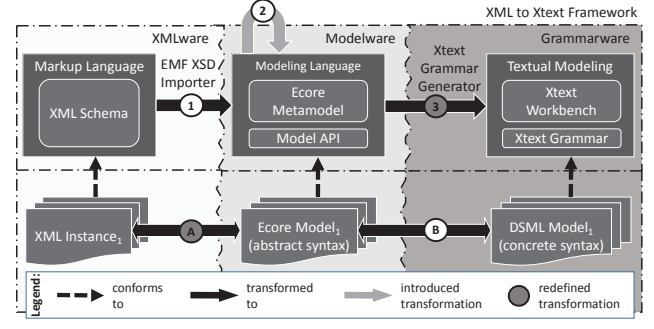 XML to Xtext Framework
XMLware
Modelware
Grammarware
2
Markup Language
XML Schema
EMF XSD
Importer
1
Modeling Language
Ecore
Metamodel
Model API
Xtext
Grammar
Generator
3
Textual Modeling
Xtext
Workbench
Xtext Grammar
XML Instance1
A
Ecore Model1
(abstract syntax)
B
DSML Model1
(concrete syntax)
Legend:
conforms
to
transformed
to
introduced
transformation
redefined
transformation